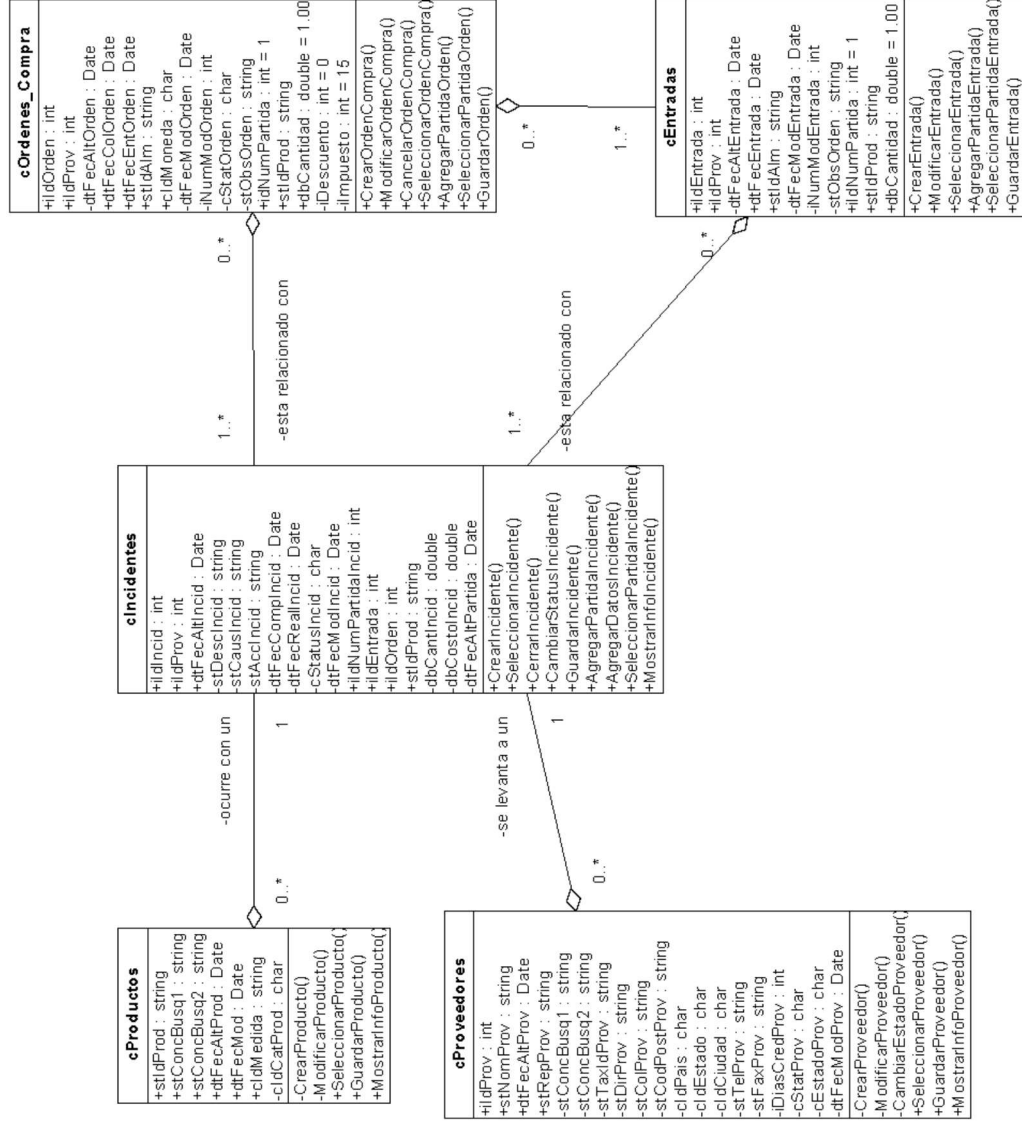 cProductos
+stIdProd : string
+stConcBusq1 : string
+stConcBusq2 : string
+dtFecAltProd : Date
+dtFecMod : Date
+cIdMedida : string
-cIdCatProd : char
-CrearProducto()
-ModificarProducto()
+SeleccionarProducto()
+GuardarProducto()
+MostrarInfoProducto()
0..*
-ocurre con un
1
cProveedores
+iIdProv : int
+stNomProv : string
+dtFecAltProv : Date
+stRepProv : string
-stConcBusq1 : string
-stConcBusq2 : string
-stTaxIdProv : string
-stDirProv : string
-stColProv : string
-stCodPostProv : string
-cIdPais : char
-cIdEstado : char
-cIdCiudad : char
-stTelProv : string
-stFaxProv : string
-iDiasCredProv : int
-cStatProv : char
-cEstadoProv : char
-dtFecModProv : Date
-CrearProveedor()
-ModificarProveedor()
-CambiarEstadoProveedor()
+SeleccionarProveedor()
+GuardarProveedor()
+MostrarInfoProveedor()
0..*
-se levanta a un
1
cIncidentes
+iIdIncid : int
+iIdProv : int
+dtFecAltIncid : Date
-stDescIncid : string
-stCausIncid : string
-stAccIncid : string
-dtFecCompIncid : Date
-dtFecRealIncid : Date
-cStatusIncid : char
-dtFecModIncid : Date
+iIdNumPartidaIncid : int
+iIdEntrada : int
+iIdOrden : int
+stIdProd : string
-dbCantIncid : double
-dbCostoIncid : double
-dtFecAltPartida : Date
+CrearIncidente()
+SeleccionarIncidente()
+CerrarIncidente()
+CambiarStatusIncidente()
+GuardarIncidente()
+AgregarPartidaIncidente()
+AgregarDatosIncidente()
+SeleccionarPartidaIncidente()
+MostrarInfoIncidente()
1..*
-esta relacionado con
0..*
1..*
-esta relacionado con
0..*
cOrdenes_Compra
+iIdOrden : int
+iIdProv : int
-dtFecAltOrden : Date
+dtFecColOrden : Date
+dtFecEntOrden : Date
+stIdAlm : string
+cIdMoneda : char
-dtFecModOrden : Date
-iNumModOrden : int
-cStatOrden : char
-stObsOrden : string
+idNumPartida : int = 1
+stIdProd : string
+dbCantidad : double = 1.00
-iDescuento : int = 0
-iImpuesto : int = 15
+CrearOrdenCompra()
+ModificarOrdenCompra()
+CancelarOrdenCompra()
+SeleccionarOrdenCompra()
+AgregarPartidaOrden()
+SeleccionarPartidaOrden()
+GuardarOrden()
0..*
1..*
cEntradas
+iIdEntrada : int
+iIdProv : int
-dtFecAltEntrada : Date
+dtFecEntrada : Date
+stIdAlm : string
-dtFecModEntrada : Date
-iNumModEntrada : int
-stObsOrden : string
+iIdNumPartida : int = 1
+stIdProd : string
+dbCantidad : double = 1.00
+CrearEntrada()
+ModificarEntrada()
+SeleccionarEntrada()
+AgregarPartidaEntrada()
+SeleccionarPartidaEntrada()
+GuardarEntrada()